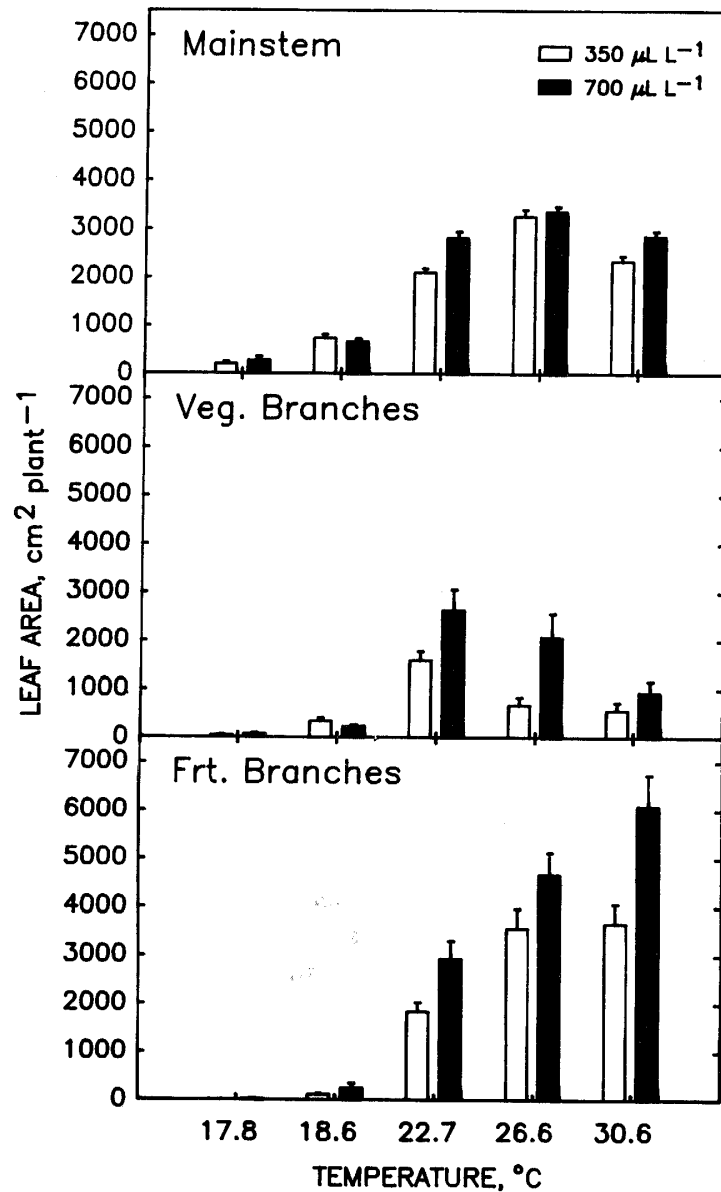 Mainstem
350 µL L⁻¹
700 µL L⁻¹
7000
6000
5000
4000
3000
2000
1000
0
Veg. Branches
7000
6000
5000
4000
3000
2000
1000
0
Frt. Branches
6000
5000
4000
3000
2000
1000
0
LEAF AREA, cm² plant⁻¹
17.8 18.6 22.7 26.6 30.6
TEMPERATURE, °C